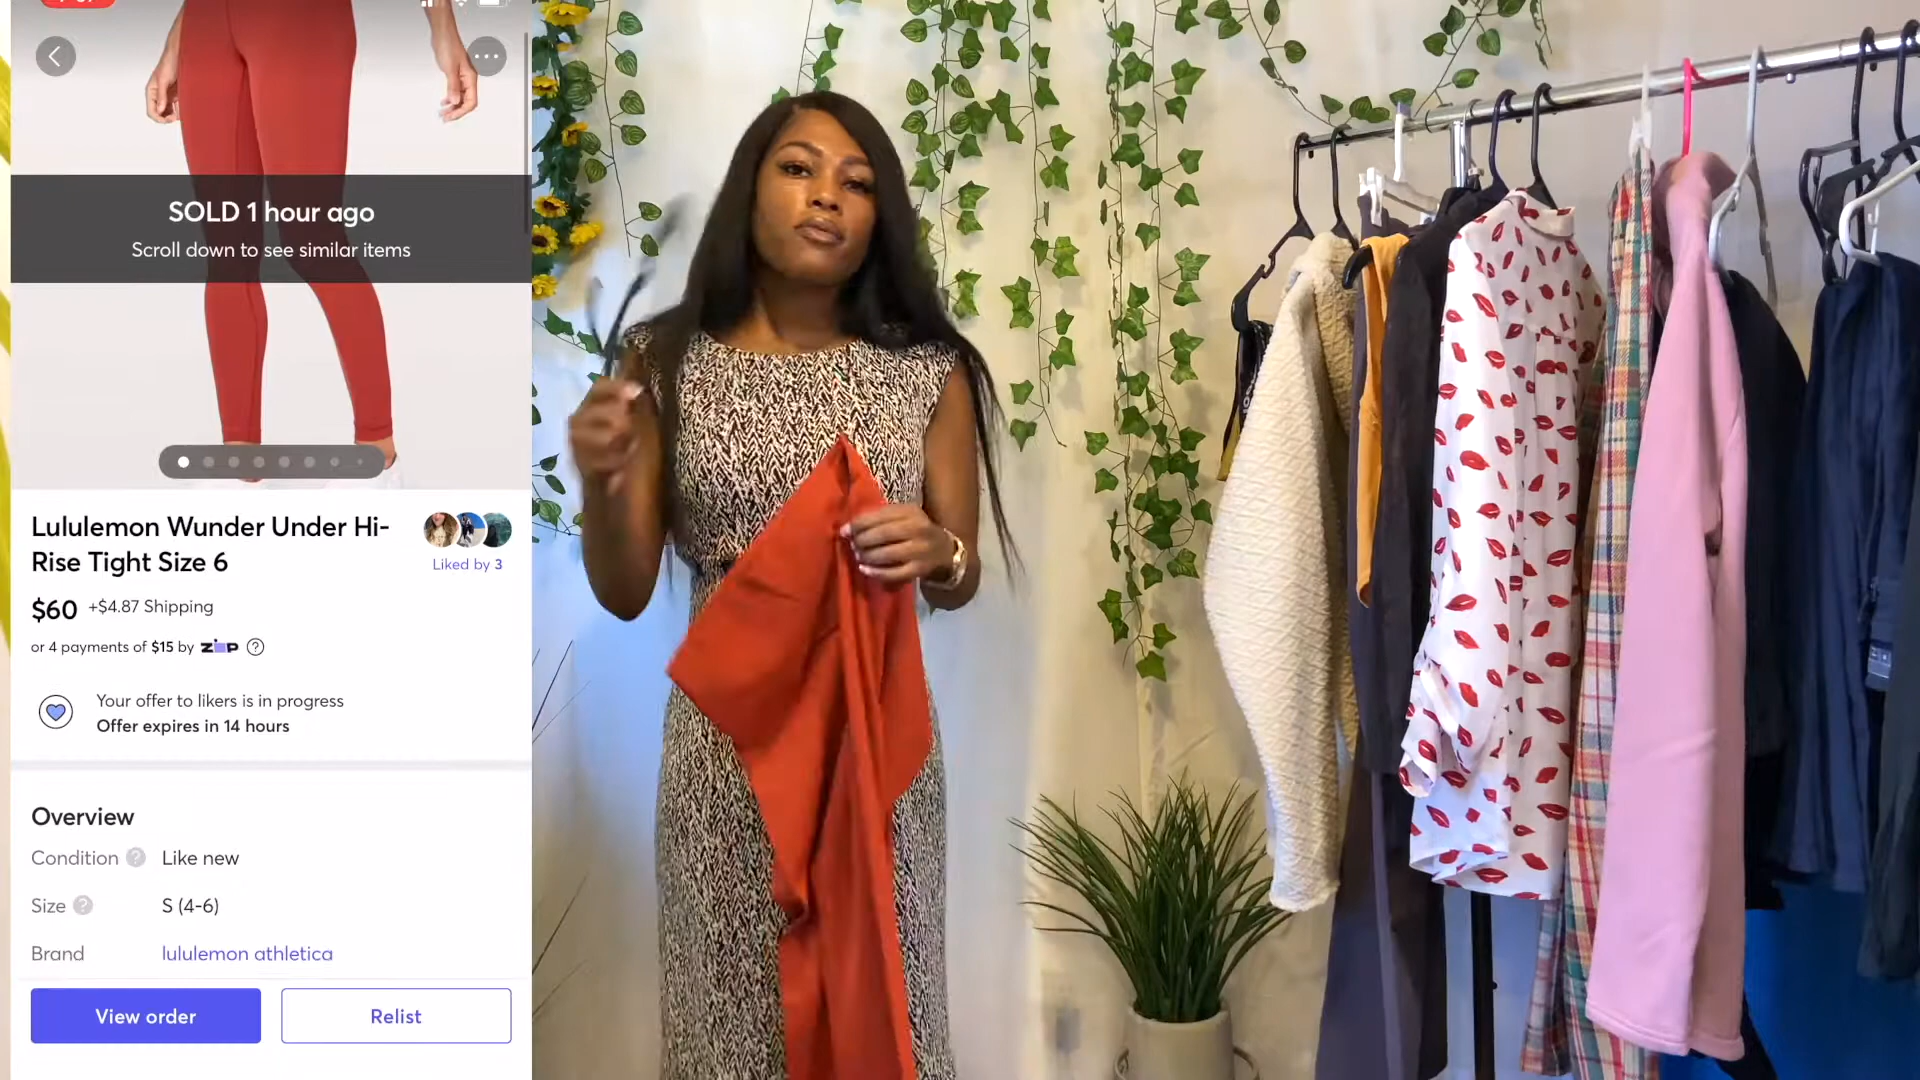 SOLD 1 hour ago
Scroll down to see similar items
Lululemon Wunder Under Hi-
Rise Tight Size 6
Liked by 3
$60 +$4.87 Shipping
or 4 payments of $15 by zip ?
Your offer to likers is in progress
Offer expires in 14 hours
Overview
Condition ? Like new
Size ? S (4-6)
Brand lululemon athletica
View order Relist